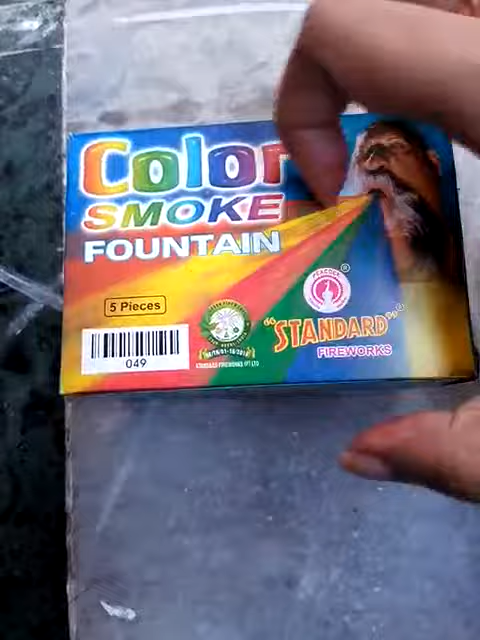 Color
SMOKE
FOUNTAIN
5 Pieces
049
PEACOCK
®
"STANDARD"
FIREWORKS